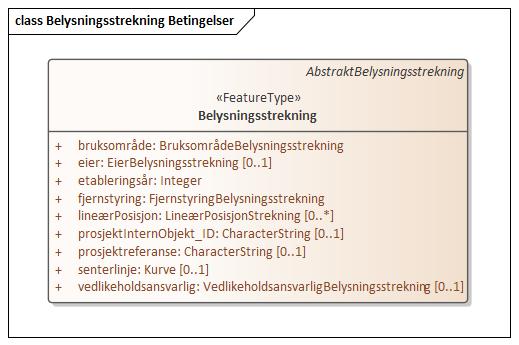 class Belysningsstrekning Betingelser
AbstraktBelysningsstrekning
«FeatureType»
Belysningsstrekning
+ bruksområde: BruksområdeBelysningsstrekning
+ eier: EierBelysningsstrekning [0..1]
+ etableringsår: Integer
+ fjernstyring: FjernstyringBelysningsstrekning
+ lineærPosisjon: LineærPosisjonStrekning [0..*]
+ prosjektInternObjekt_ID: CharacterString [0..1]
+ prosjektreferanse: CharacterString [0..1]
+ senterlinje: Kurve [0..1]
+ vedlikeholdsansvarlig: VedlikeholdsansvarligBelysningsstrekning [0..1]